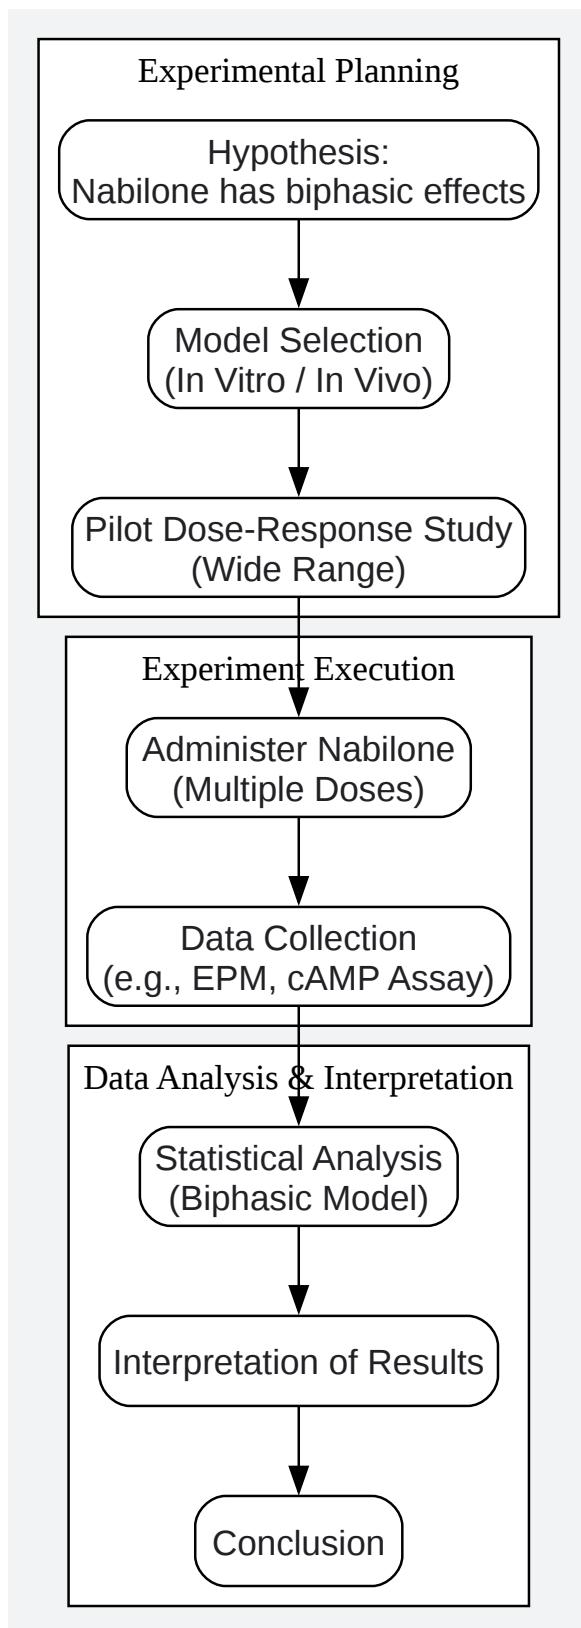 Experimental Planning
Hypothesis:
Nabilone has biphasic effects
Model Selection
(In Vitro / In Vivo)
Pilot Dose-Response Study
(Wide Range)
Experiment Execution
Administer Nabilone
(Multiple Doses)
Data Collection
(e.g., EPM, cAMP Assay)
Data Analysis & Interpretation
Statistical Analysis
(Biphasic Model)
Interpretation of Results
Conclusion